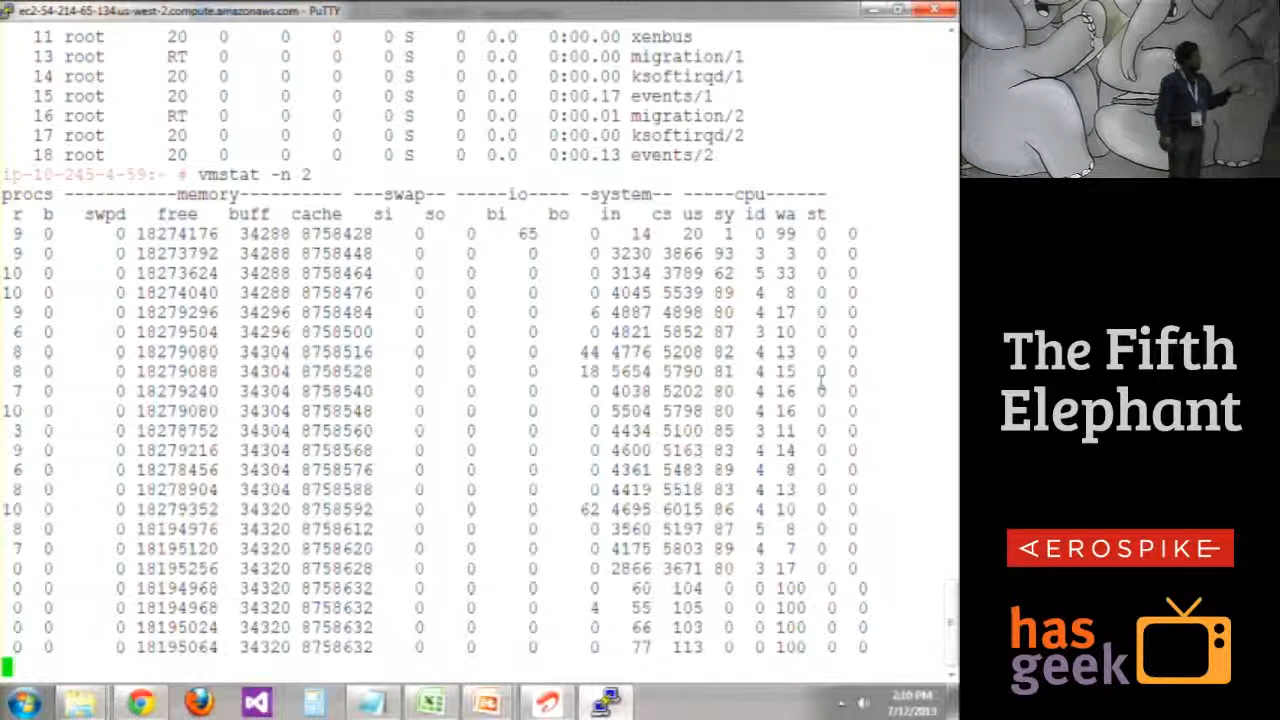 ec2-54-214-65-134.us-west-2.compute.amazonaws.com - PuTTY
11 root 20 0 0 0 S 0 0.0 0:00.00 xenbus
13 root RT 0 0 0 S 0 0.0 0:00.00 migration/1
14 root 20 0 0 0 S 0 0.0 0:00.00 ksoftirqd/1
15 root 20 0 0 0 S 0 0.0 0:00.17 events/1
16 root RT 0 0 0 S 0 0.0 0:00.01 migration/2
17 root 20 0 0 0 S 0 0.0 0:00.00 ksoftirqd/2
18 root 20 0 0 0 S 0 0.0 0:00.13 events/2
ip-10-245-4-59:~ # vmstat -n 2
procs -----------memory---------- ---swap-- -----io---- -system-- -----cpu------
r b swpd free buff cache si so bi bo in cs us sy id wa st
9 0 0 18274176 34288 8758428 0 0 65 0 14 20 1 0 99 0 0
9 0 0 18273792 34288 8758448 0 0 0 0 3230 3866 93 3 3 0 0
10 0 0 18273624 34288 8758464 0 0 0 0 3134 3789 62 5 33 0 0
10 0 0 18274040 34288 8758476 0 0 0 0 4045 5539 89 4 8 0 0
9 0 0 18279296 34296 8758484 0 0 0 6 4887 4898 80 4 17 0 0
6 0 0 18279504 34296 8758500 0 0 0 0 4821 5852 87 3 10 0 0
8 0 0 18279080 34304 8758516 0 0 0 44 4776 5208 82 4 13 0 0
8 0 0 18279088 34304 8758528 0 0 0 18 5654 5790 81 4 15 0 0
7 0 0 18279240 34304 8758540 0 0 0 0 4038 5202 80 4 16 0 0
10 0 0 18279080 34304 8758548 0 0 0 0 5504 5798 80 4 16 0 0
3 0 0 18278752 34304 8758560 0 0 0 0 4434 5100 85 3 11 0 0
9 0 0 18279216 34304 8758568 0 0 0 0 4600 5163 83 4 14 0 0
6 0 0 18278456 34304 8758576 0 0 0 0 4361 5483 89 4 8 0 0
8 0 0 18278904 34304 8758588 0 0 0 0 4419 5518 83 4 13 0 0
10 0 0 18279352 34320 8758592 0 0 0 62 4695 6015 86 4 10 0 0
8 0 0 18194976 34320 8758612 0 0 0 0 3560 5197 87 5 8 0 0
7 0 0 18195120 34320 8758620 0 0 0 0 4175 5803 89 4 7 0 0
0 0 0 18195256 34320 8758628 0 0 0 0 2866 3671 80 3 17 0 0
0 0 0 18194968 34320 8758632 0 0 0 0 60 104 0 0 100 0 0
0 0 0 18194968 34320 8758632 0 0 0 4 55 105 0 0 100 0 0
0 0 0 18195024 34320 8758632 0 0 0 0 66 103 0 0 100 0 0
0 0 0 18195064 34320 8758632 0 0 0 0 77 113 0 0 100 0 0
2:10 PM
7/12/2013
The Fifth
Elephant
AEROSPIKE
has
geek